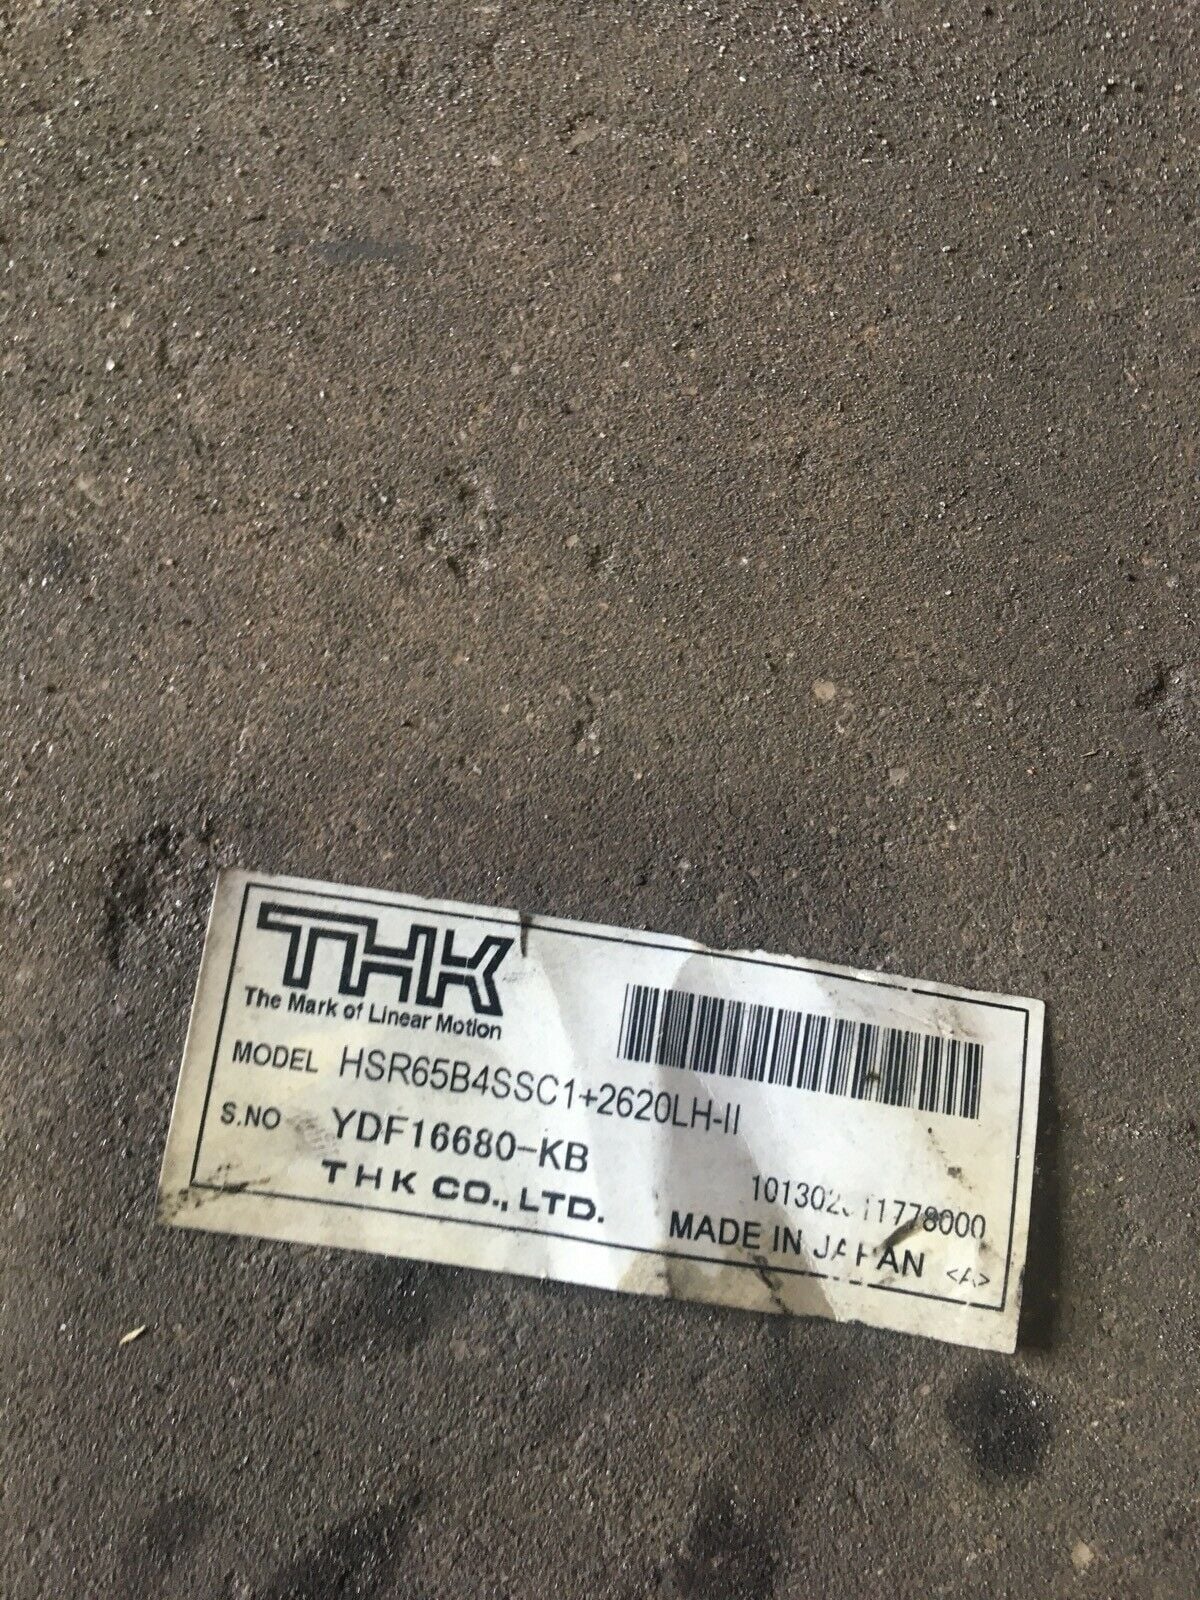 THK
The Mark of Linear Motion
MODEL HSR65B4SSC1+2620LH-II
S.NO YDF16680-KB
THK CO., LTD.
MADE IN JAPAN <A>